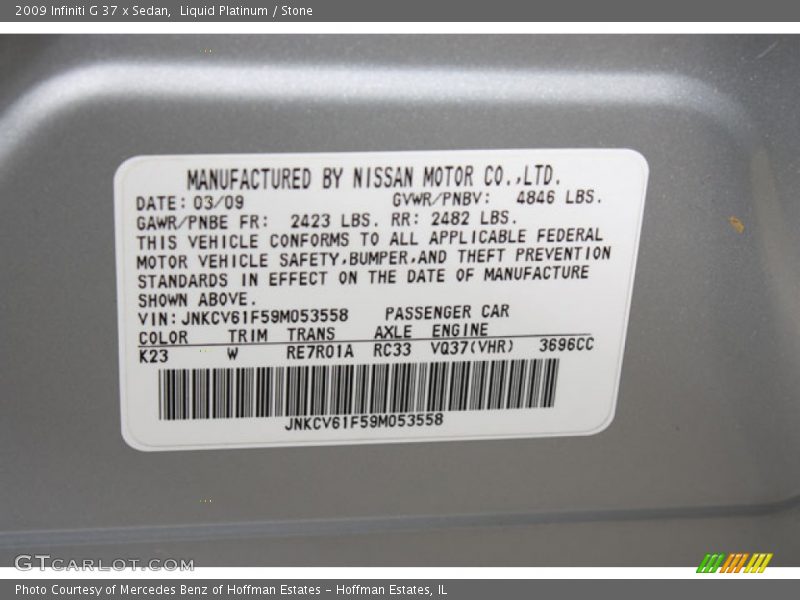 2009 Infiniti G 37 x Sedan,  Liquid Platinum / Stone
MANUFACTURED BY NISSAN MOTOR CO.,LTD.
DATE: 03/09 GVWR/PNBV: 4846 LBS.
GAWR/PNBE FR: 2423 LBS. RR: 2482 LBS.
THIS VEHICLE CONFORMS TO ALL APPLICABLE FEDERAL
MOTOR VEHICLE SAFETY,BUMPER,AND THEFT PREVENTION
STANDARDS IN EFFECT ON THE DATE OF MANUFACTURE
SHOWN ABOVE.
VIN: JNKCV61F59M053558 PASSENGER CAR
COLOR TRIM TRANS AXLE ENGINE
K23 W RE7R01A RC33 VQ37(VHR) 3696CC
JNKCV61F59M053558
GTCARLOT.COM
Photo Courtesy of Mercedes Benz of Hoffman Estates - Hoffman Estates, IL